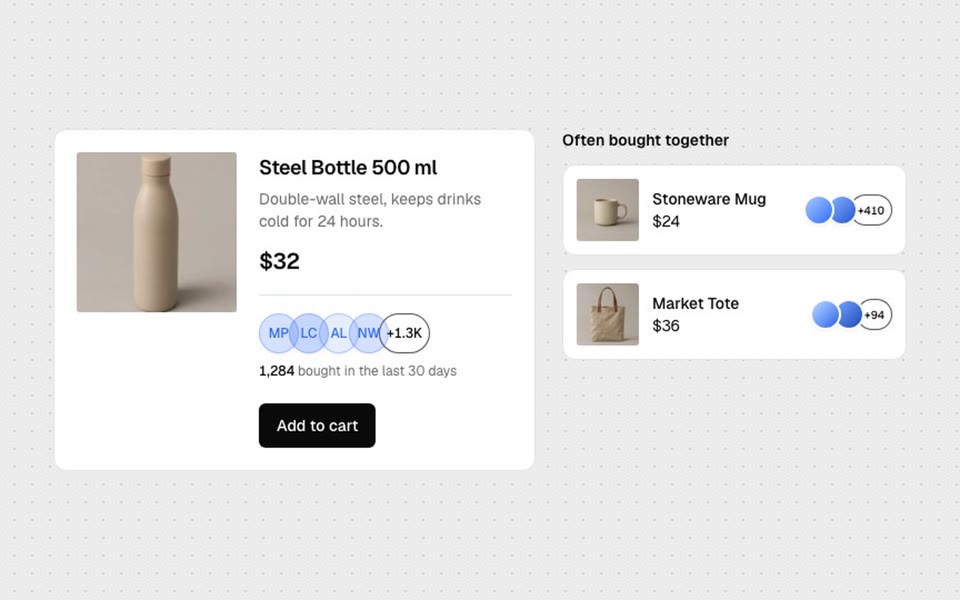 Steel Bottle 500 ml
Double-wall steel, keeps drinks
cold for 24 hours.
$32
MP LC AL NW +1.3K
1,284 bought in the last 30 days
Add to cart
Often bought together
Stoneware Mug
$24
+410
Market Tote
$36
+94